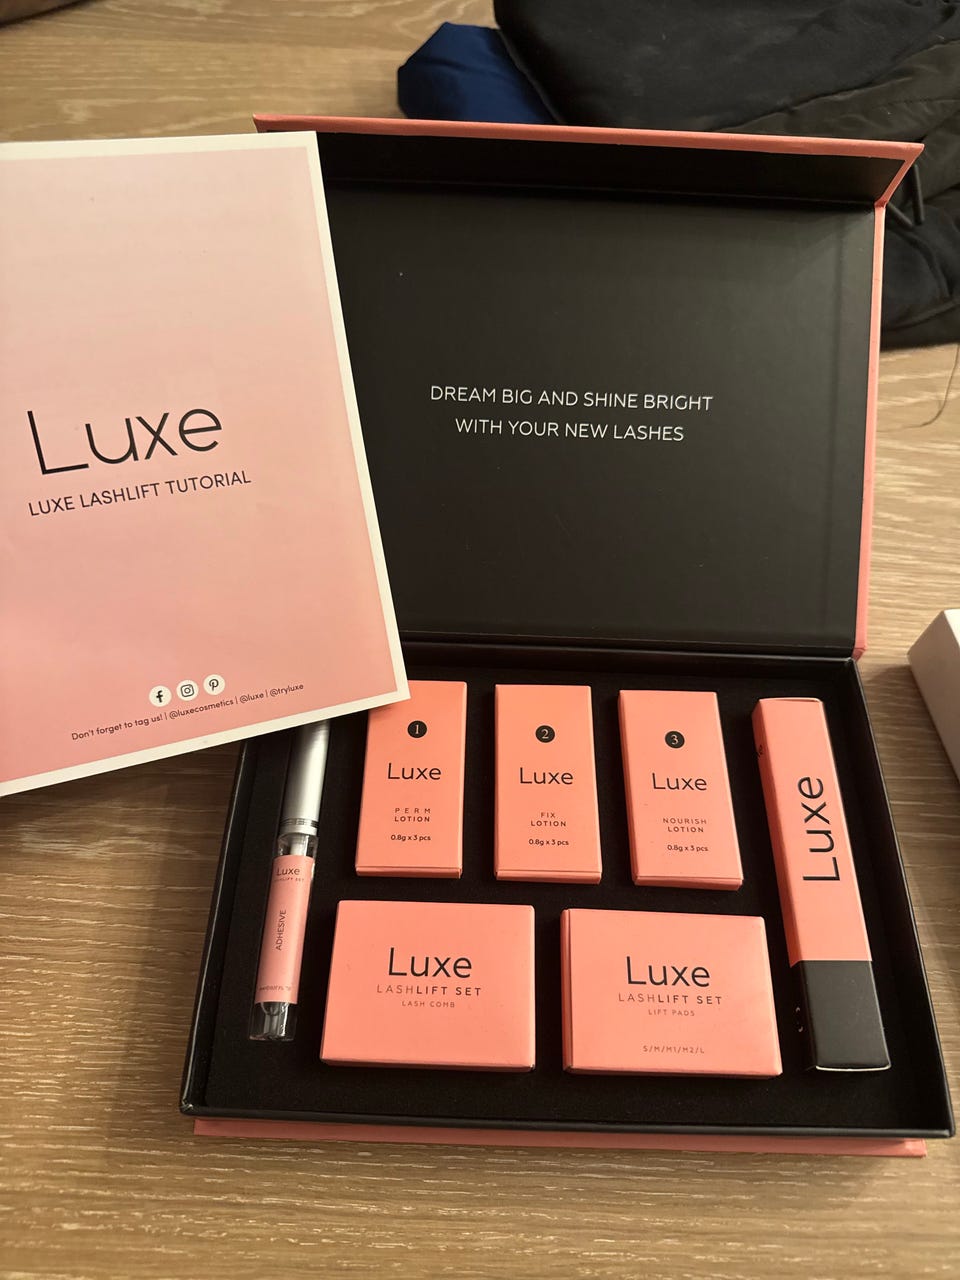 Luxe
LUXE LASHLIFT TUTORIAL
Don't forget to tag us! | @luxecosmetics | @luxe | @tryluxe
DREAM BIG AND SHINE BRIGHT
WITH YOUR NEW LASHES
Luxe
LASHLIFT SET
ADHESIVE
1
Luxe
PERM
LOTION
0.8g x 3 pcs
2
Luxe
FIX
LOTION
0.8g x 3 pcs
3
Luxe
NOURISH
LOTION
0.8g x 3 pcs
Luxe
Luxe
LASHLIFT SET
LASH COMB
Luxe
LASHLIFT SET
LIFT PADS
S/M/M1/M2/L